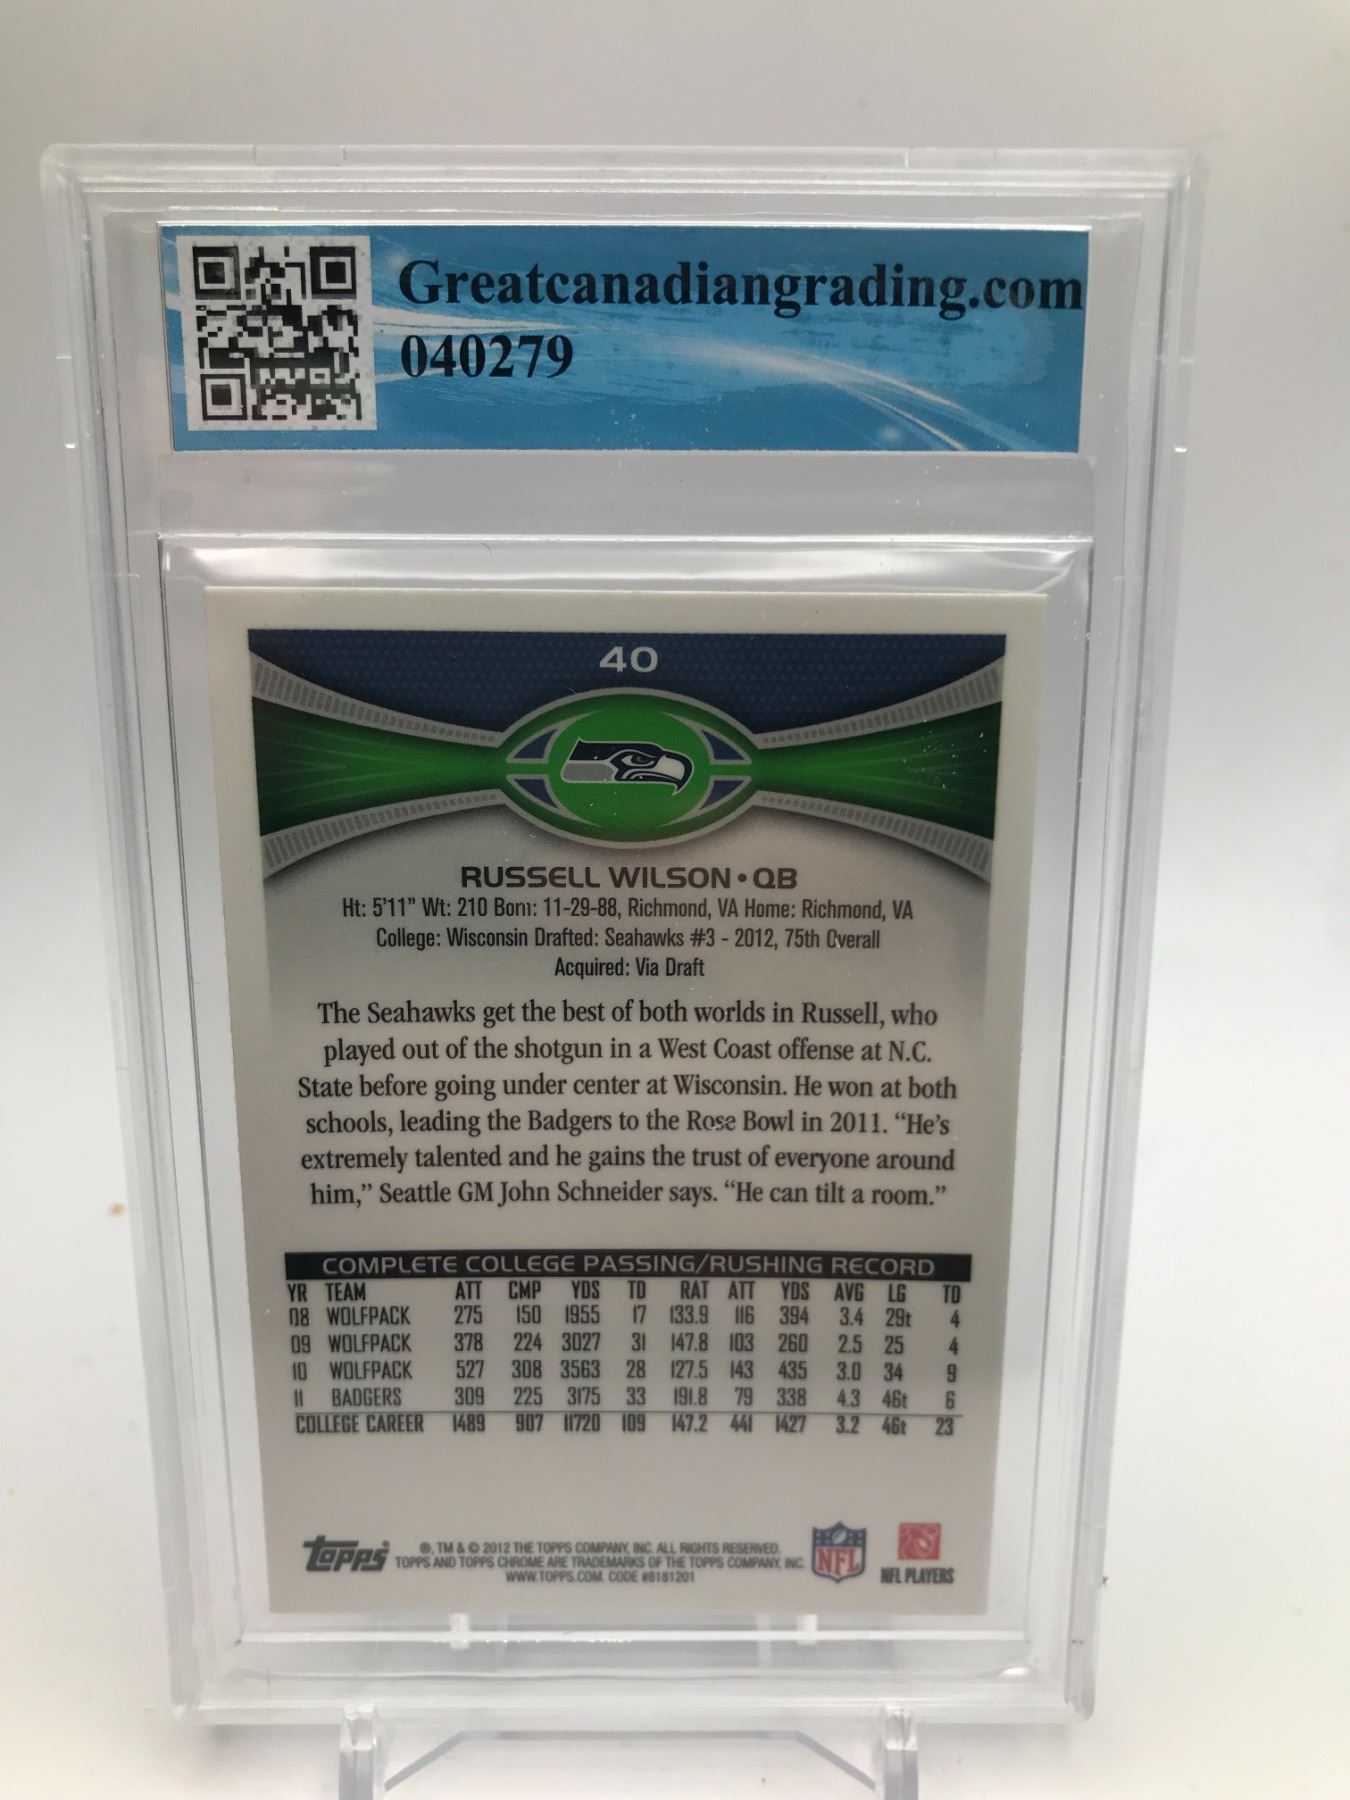 Greatcanadiangrading.com
040279
40
RUSSELL WILSON • QB
Ht: 5'11" Wt: 210 Born: 11-29-88, Richmond, VA Home: Richmond, VA
College: Wisconsin Drafted: Seahawks #3 - 2012, 75th Overall
Acquired: Via Draft
The Seahawks get the best of both worlds in Russell, who
played out of the shotgun in a West Coast offense at N.C.
State before going under center at Wisconsin. He won at both
schools, leading the Badgers to the Rose Bowl in 2011. “He's
extremely talented and he gains the trust of everyone around
him,” Seattle GM John Schneider says. “He can tilt a room.”
COMPLETE COLLEGE PASSING/RUSHING RECORD
YR TEAM ATT CMP YDS TD RAT ATT YDS AVG LG TD
08 WOLFPACK 275 150 1955 17 133.9 116 394 3.4 29t 4
09 WOLFPACK 378 224 3027 31 147.8 103 260 2.5 25 4
10 WOLFPACK 527 308 3563 28 127.5 143 435 3.0 34 9
11 BADGERS 309 225 3175 33 191.8 79 338 4.3 46t 6
COLLEGE CAREER 1489 907 11720 109 147.2 441 1427 3.2 46t 23
topps
®, TM & © 2012 THE TOPPS COMPANY, INC. ALL RIGHTS RESERVED.
TOPPS AND TOPPS CHROME ARE TRADEMARKS OF THE TOPPS COMPANY, INC.
WWW.TOPPS.COM. CODE #8181201
NFL
NFL PLAYERS